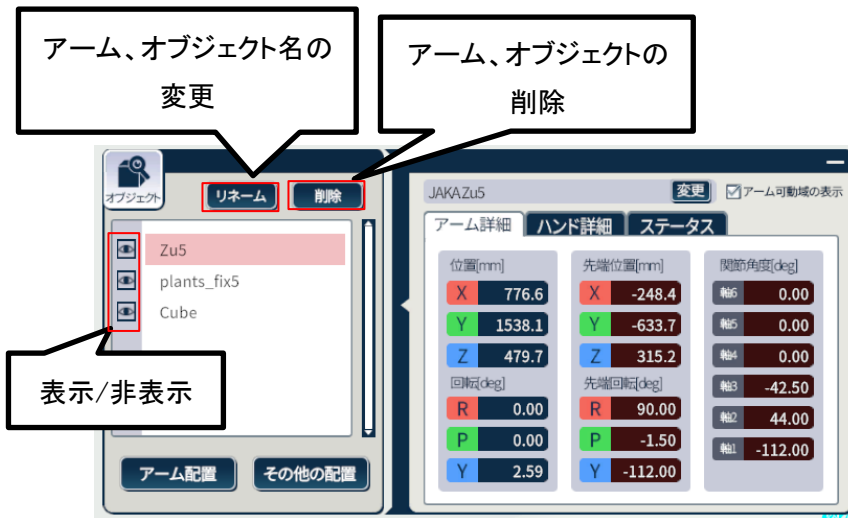 アーム、オブジェクト名の
変更
アーム、オブジェクトの
削除
オブジェクト
リネーム
削除
Zu5
plants_fix5
Cube
表示/非表示
アーム配置
その他の配置
JAKAZu5
変更
アーム可動域の表示
アーム詳細
ハンド詳細
ステータス
位置[mm]
X 776.6
Y 1538.1
Z 479.7
回転[deg]
R 0.00
P 0.00
Y 2.59
先端位置[mm]
X -248.4
Y -633.7
Z 315.2
先端回転[deg]
R 90.00
P -1.50
Y -112.00
関節角度[deg]
軸6 0.00
軸5 0.00
軸4 0.00
軸3 -42.50
軸2 44.00
軸1 -112.00